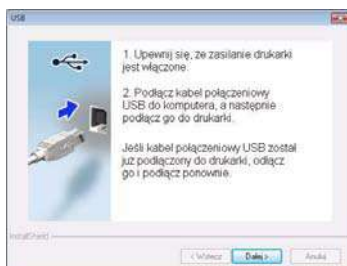 USB
1. Upewnij się, że zasilanie drukarki
jest włączone.
2. Podłącz kabel połączeniowy
USB do komputera, a następnie
podłącz go do drukarki.
Jeśli kabel połączeniowy USB został
już podłączony do drukarki, odłącz
go i podłącz ponownie.
InstallShield
< Wstecz
Dalej >
Anuluj